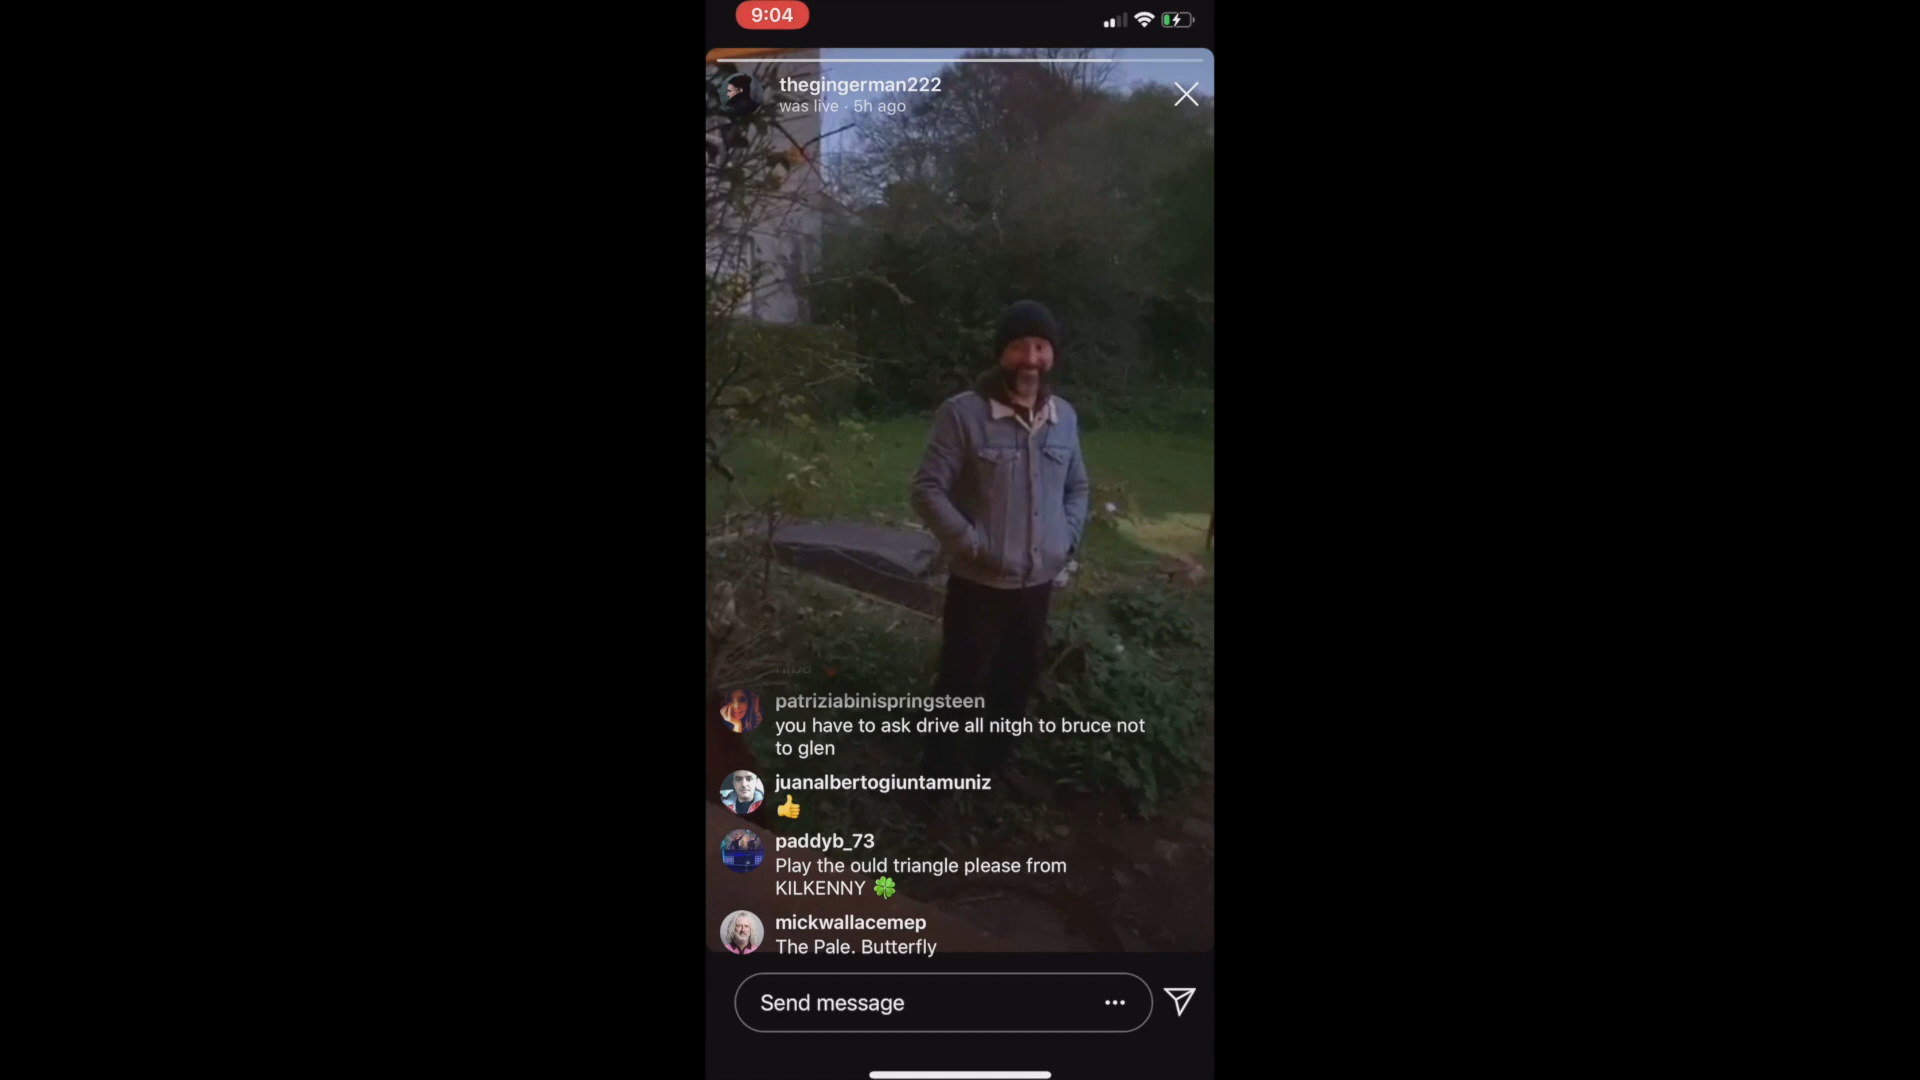 9:04
thegingerman222
was live · 5h ago
patriziabinispringsteen
you have to ask drive all nitgh to bruce not
to glen
juanalbertogiuntamuniz
👍
paddyb_73
Play the ould triangle please from
KILKENNY 🍀
mickwallacemep
The Pale. Butterfly
Send message